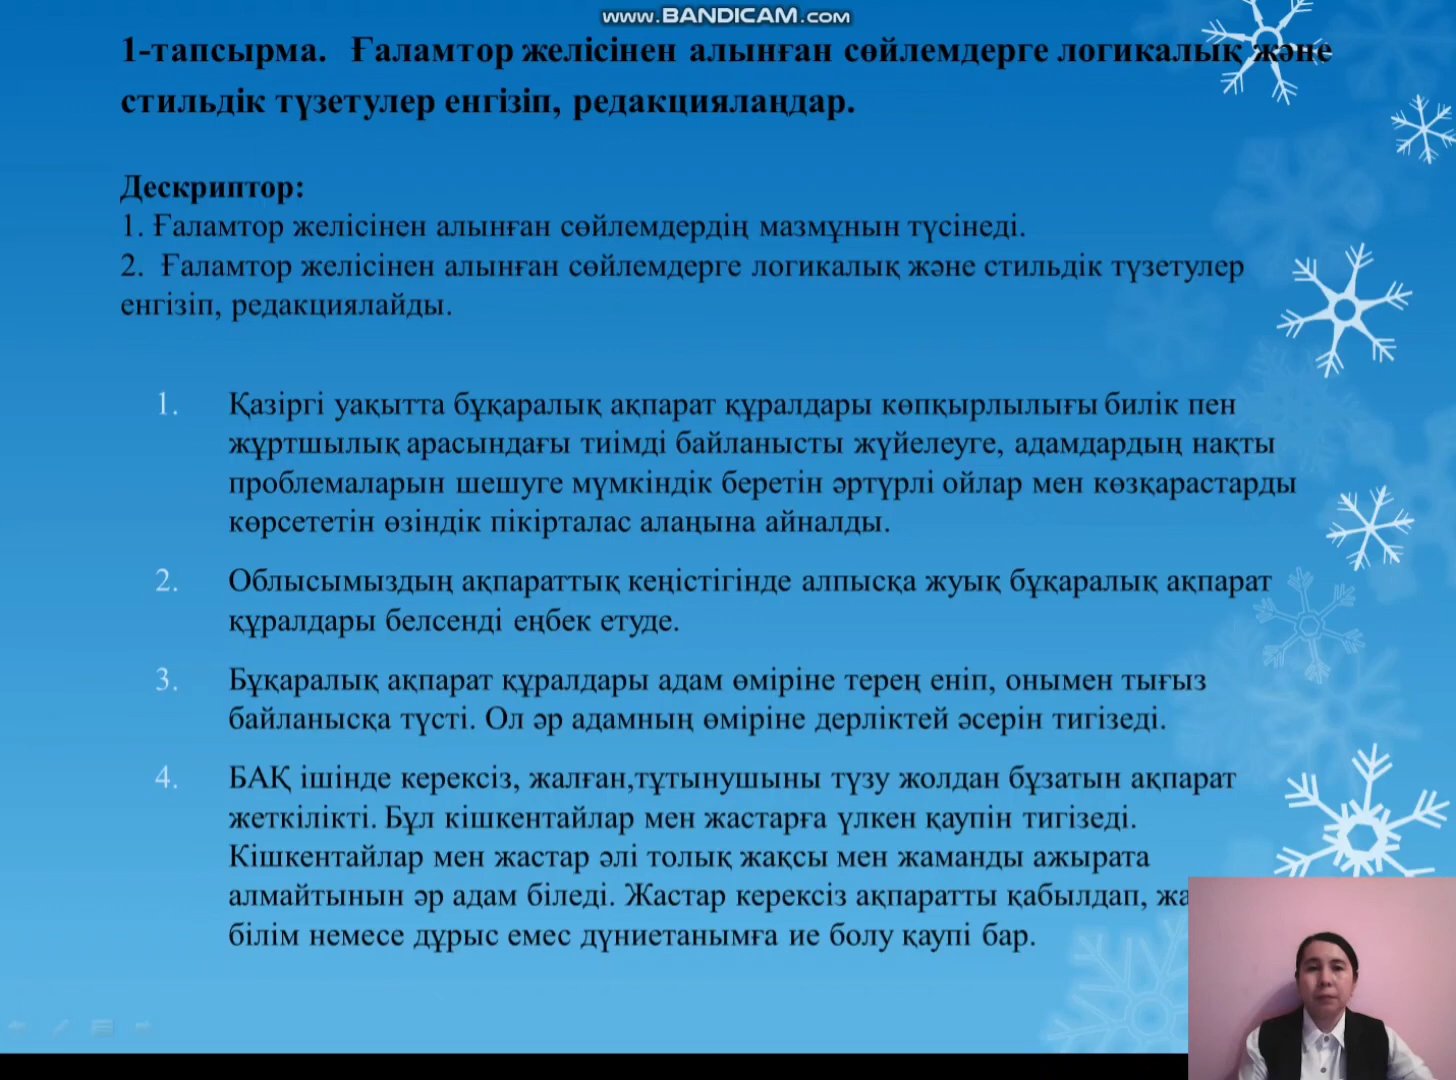 www.BANDICAM.com
1-тапсырма. Ғаламтор желісінен алынған сөйлемдерге логикалық және
стильдік түзетулер енгізіп, редакциялаңдар.
Дескриптор:
1. Ғаламтор желісінен алынған сөйлемдердің мазмұнын түсінеді.
2. Ғаламтор желісінен алынған сөйлемдерге логикалық және стильдік түзетулер
енгізіп, редакциялайды.
1. Қазіргі уақытта бұқаралық ақпарат құралдары көпқырлылығы билік пен
жұртшылық арасындағы тиімді байланысты жүйелеуге, адамдардың нақты
проблемаларын шешуге мүмкіндік беретін әртүрлі ойлар мен көзқарастарды
көрсететін өзіндік пікірталас алаңына айналды.
2. Облысымыздың ақпараттық кеңістігінде алпысқа жуық бұқаралық ақпарат
құралдары белсенді еңбек етуде.
3. Бұқаралық ақпарат құралдары адам өміріне терең еніп, онымен тығыз
байланысқа түсті. Ол әр адамның өміріне дерліктей әсерін тигізеді.
4. БАҚ ішінде керексіз, жалған,тұтынушыны түзу жолдан бұзатын ақпарат
жеткілікті. Бұл кішкентайлар мен жастарға үлкен қаупін тигізеді.
Кішкентайлар мен жастар әлі толық жақсы мен жаманды ажырата
алмайтынын әр адам біледі. Жастар керексіз ақпаратты қабылдап,
білім немесе дұрыс емес дүниетанымға ие болу қаупі бар.